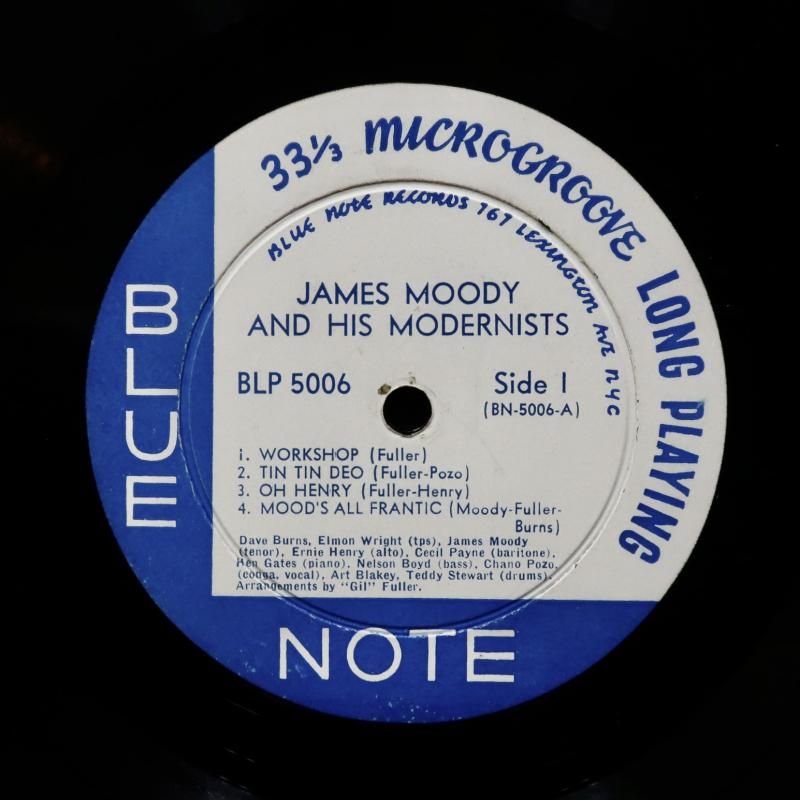 33⅓ MICROGROOVE LONG PLAYING
BLUE NOTE RECORDS 767 LEXINGTON AVE NYC
JAMES MOODY
AND HIS MODERNISTS
BLP 5006 Side 1
(BN-5006-A)
1. WORKSHOP (Fuller)
2. TIN TIN DEO (Fuller-Pozo)
3. OH HENRY (Fuller-Henry)
4. MOOD'S ALL FRANTIC (Moody-Fuller-
Burns)
Dave Burns, Elmon Wright (tps), James Moody
(tenor), Ernie Henry (alto), Cecil Payne (baritone),
Hen Gates (piano), Nelson Boyd (bass), Chano Pozo,
(conga, vocal), Art Blakey, Teddy Stewart (drums).
Arrangements by "Gil" Fuller.
BLUE
NOTE